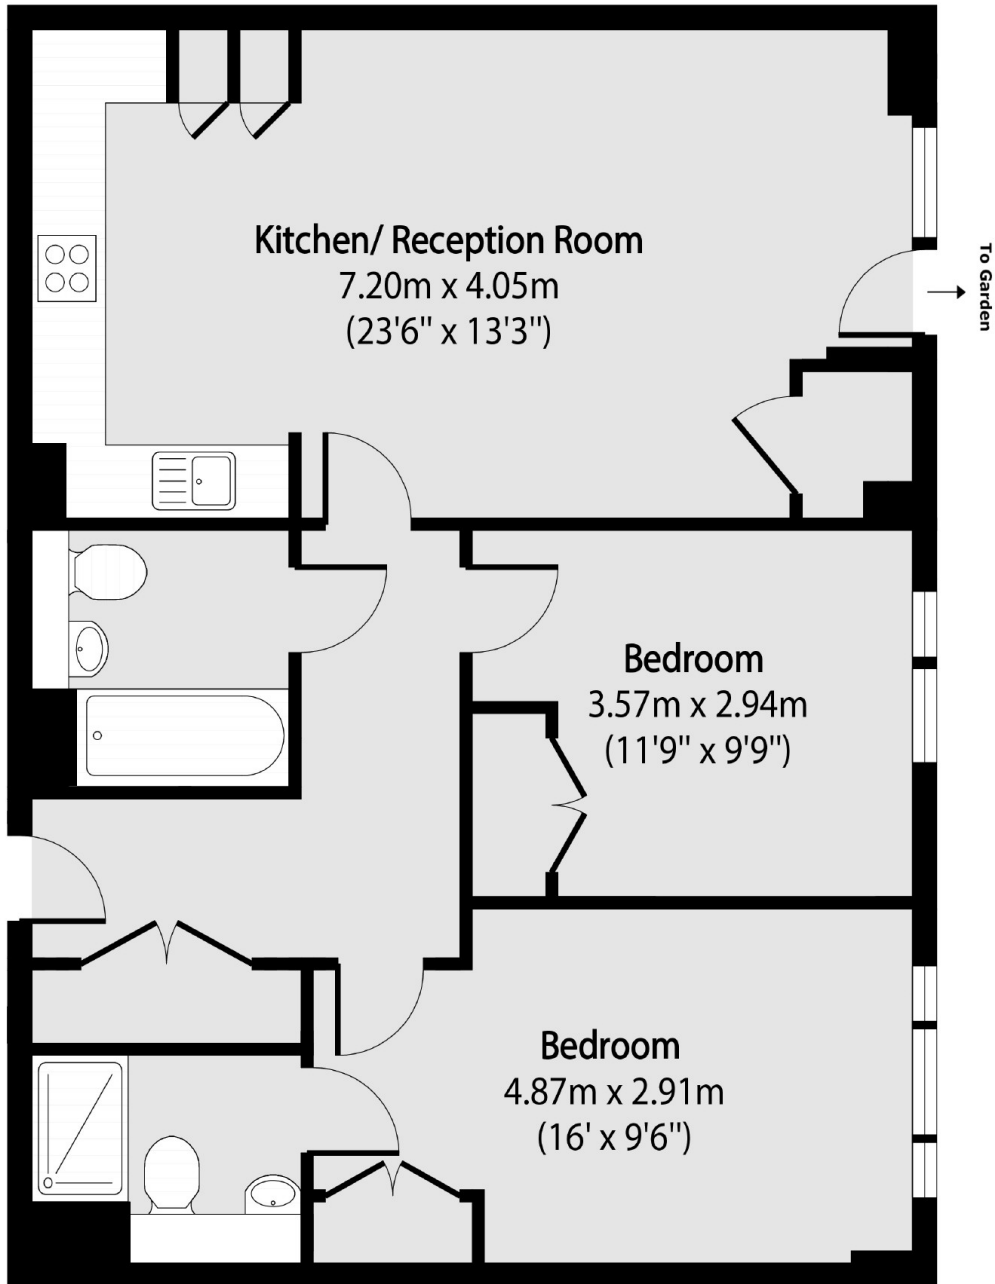 Kitchen/ Reception Room
7.20m x 4.05m
(23'6" x 13'3")
To Garden
Bedroom
3.57m x 2.94m
(11'9" x 9'9")
Bedroom
4.87m x 2.91m
(16' x 9'6")